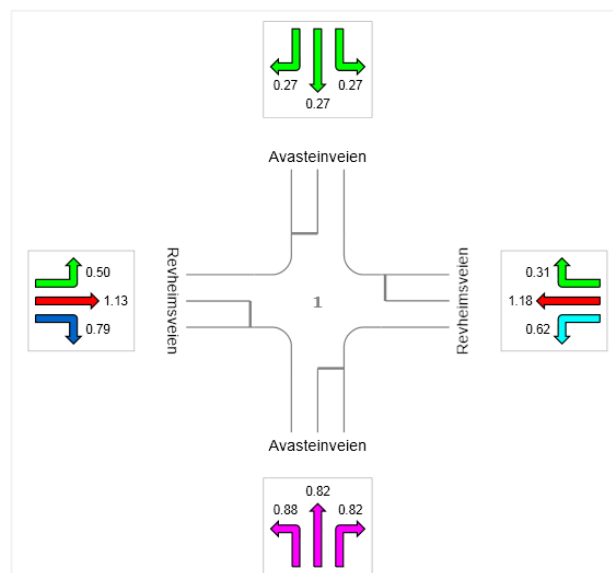 0.27 0.27
0.27
Avasteinveien
Revheimsveien
0.50
1.13
0.79
1
Revheimsveien
0.31
1.18
0.62
Avasteinveien
0.82
0.88 0.82